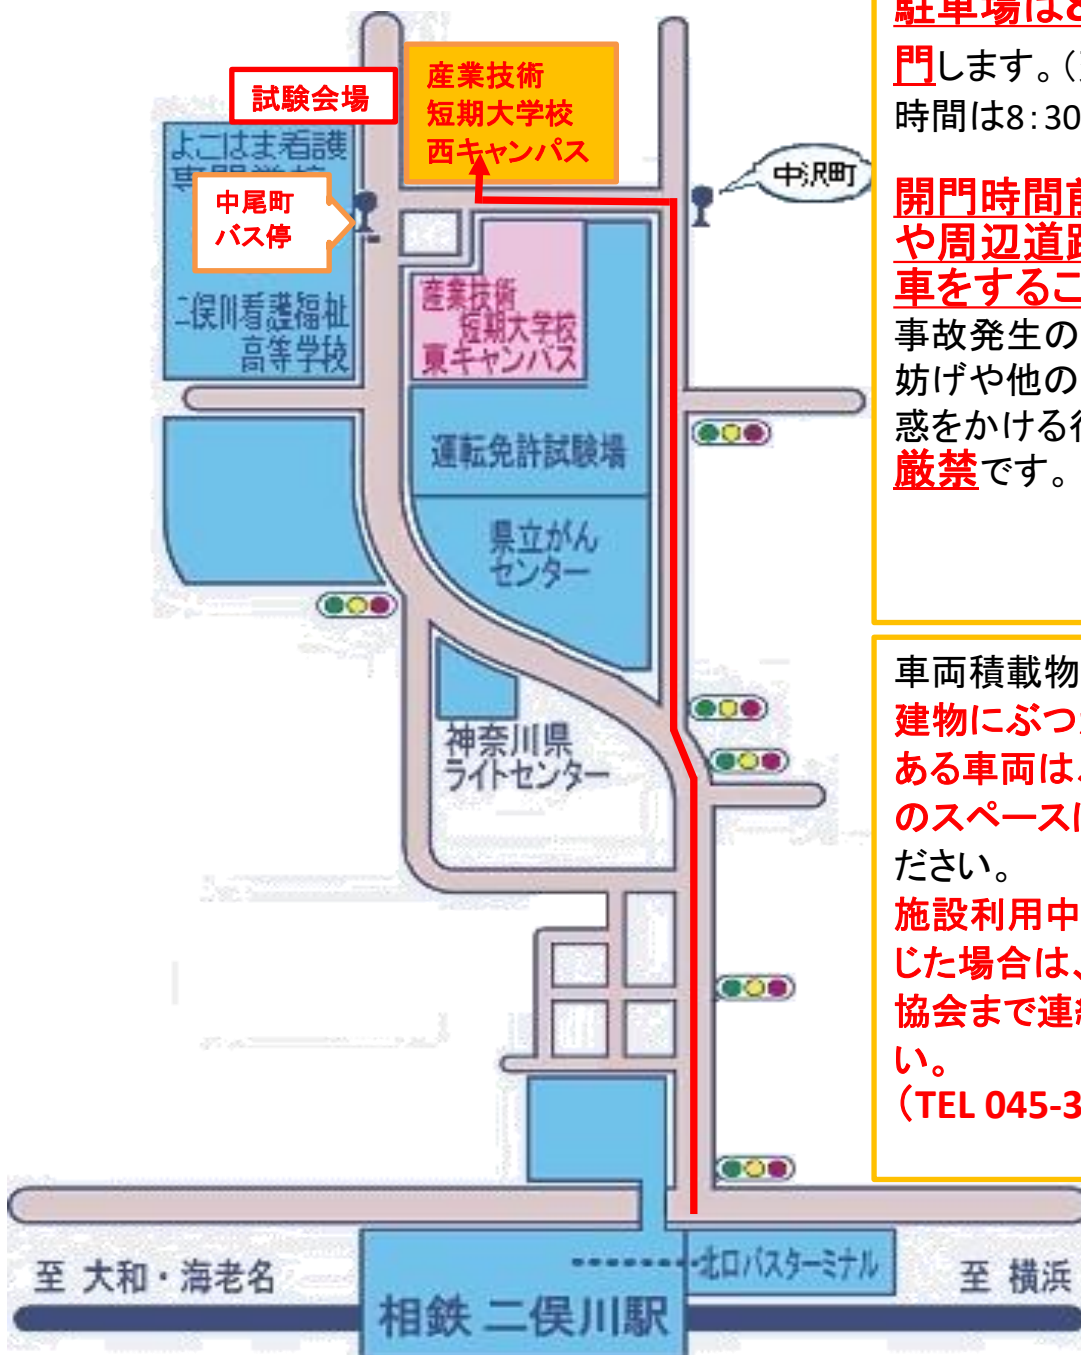 試験会場
産業技術
短期大学校
西キャンパス
よこはま看護
中尾町
バス停
中沢町
二俣川看護福祉
高等学校
産業技術
短期大学校
東キャンパス
運転免許試験場
県立がん
センター
神奈川県
ライトセンター
至 大和・海老名
北口バスターミナル
至 横浜
相鉄 二俣川駅
駐車場は8
門します。(
時間は8：30
開門時間前
や周辺道路
車をするこ
事故発生の
妨げや他の
惑をかける行
厳禁です。
車両積載物
建物にぶつ
ある車両は、
のスペースに
ださい。
施設利用中
じた場合は、
協会まで連絡
い。
（TEL 045-3